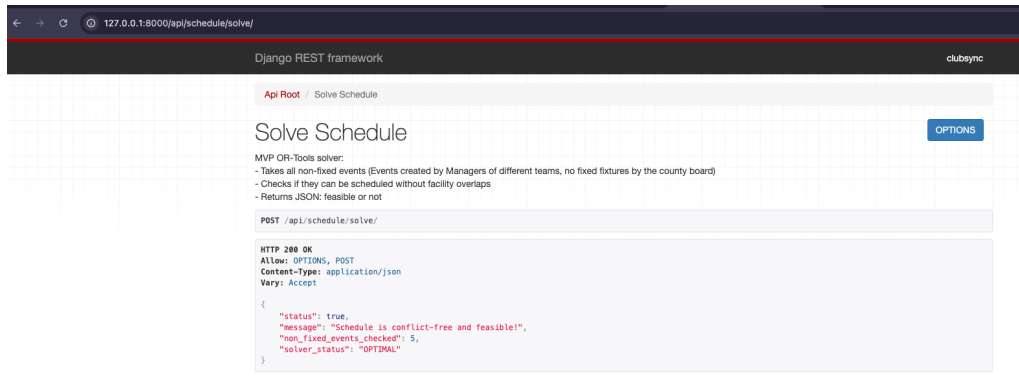 127.0.0.1:8000/api/schedule/solve/
Django REST framework
clubsync
Api Root / Solve Schedule
Solve Schedule
OPTIONS
MVP OR-Tools solver:
- Takes all non-fixed events (Events created by Managers of different teams, no fixed fixtures by the county board)
- Checks if they can be scheduled without facility overlaps
- Returns JSON: feasible or not
POST /api/schedule/solve/
HTTP 200 OK
Allow: OPTIONS, POST
Content-Type: application/json
Vary: Accept
{
"status": true,
"message": "Schedule is conflict-free and feasible!",
"non_fixed_events_checked": 5,
"solver_status": "OPTIMAL"
}